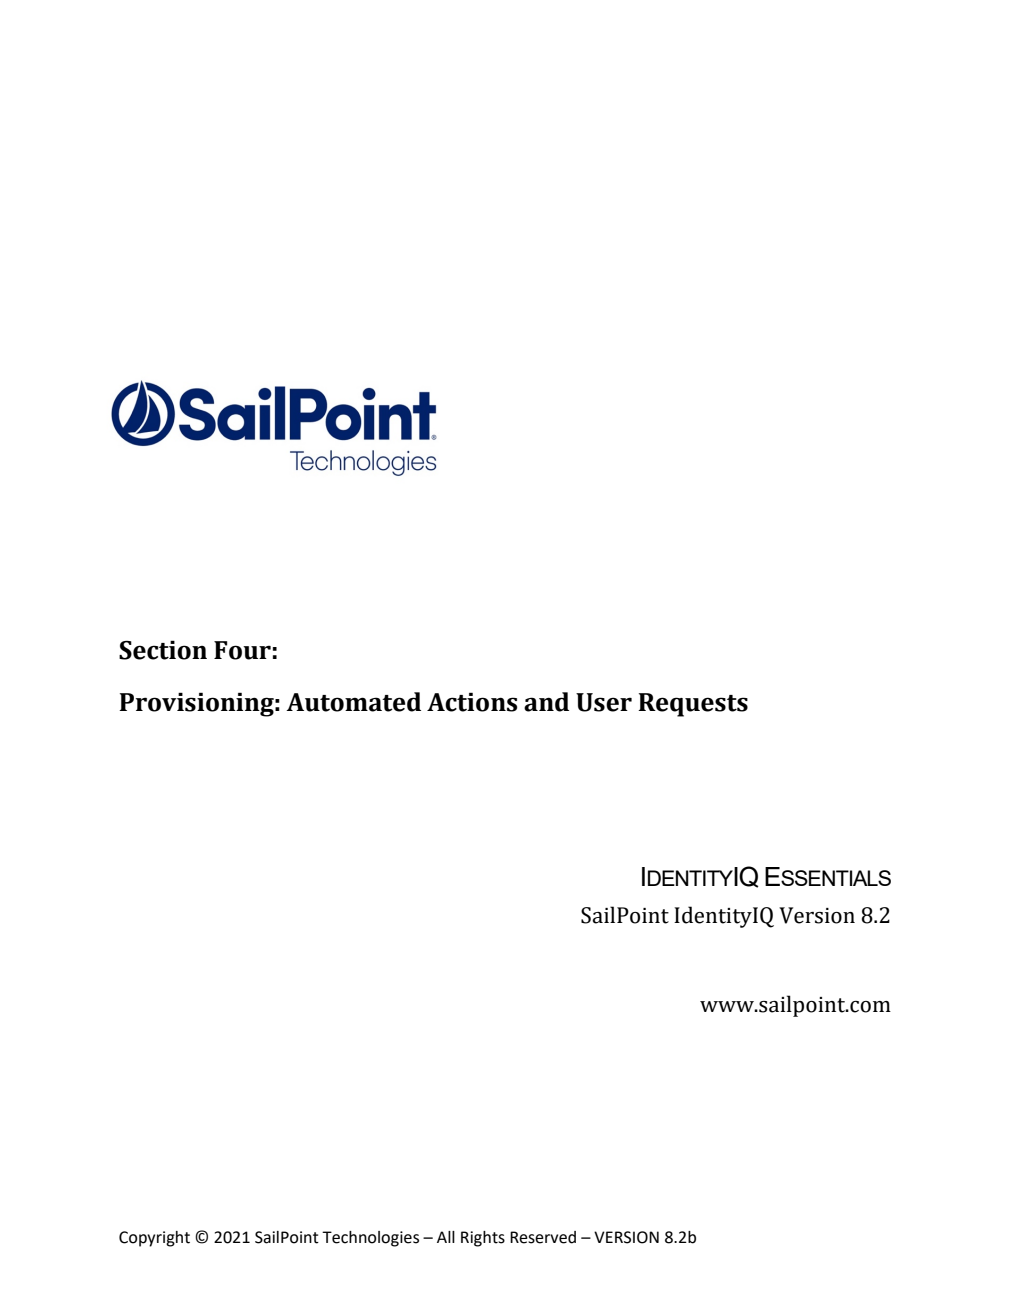 SailPoint®
Technologies
Section Four:
Provisioning: Automated Actions and User Requests
IDENTITYIQ ESSENTIALS
SailPoint IdentityIQ Version 8.2
www.sailpoint.com
Copyright © 2021 SailPoint Technologies – All Rights Reserved – VERSION 8.2b